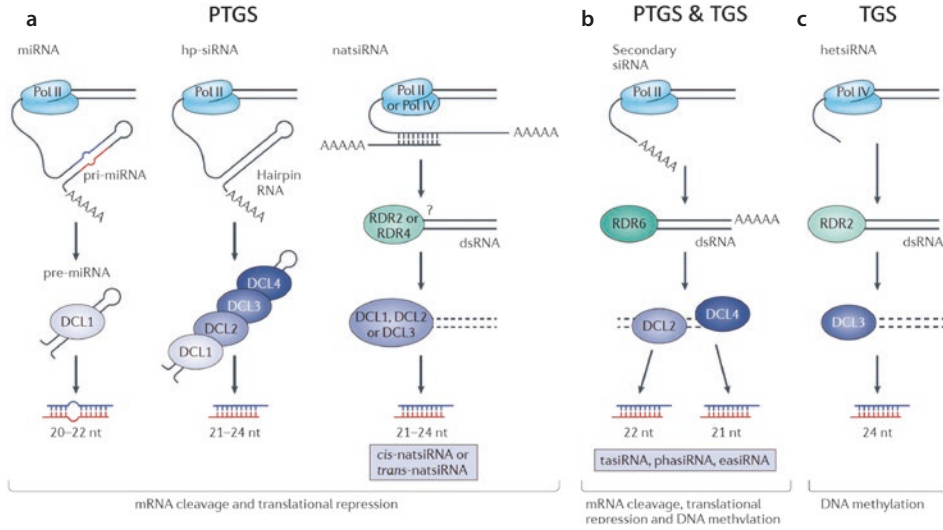 a
PTGS
miRNA
Pol II
pri-miRNA
AAAAA
pre-miRNA
DCL1
20–22 nt
hp-siRNA
Pol II
Hairpin
RNA
AAAAA
DCL4
DCL3
DCL2
DCL1
21–24 nt
natsiRNA
Pol II
or Pol IV
AAAAA
AAAAA
?
RDR2 or
RDR4
dsRNA
DCL1, DCL2
or DCL3
21–24 nt
cis-natsiRNA or
trans-natsiRNA
mRNA cleavage and translational repression
b
PTGS & TGS
Secondary
siRNA
Pol II
AAAAA
RDR6
AAAAA
dsRNA
DCL2
DCL4
22 nt
21 nt
tasiRNA, phasiRNA, easiRNA
mRNA cleavage, translational
repression and DNA methylation
c
TGS
hetsiRNA
Pol IV
RDR2
dsRNA
DCL3
24 nt
DNA methylation